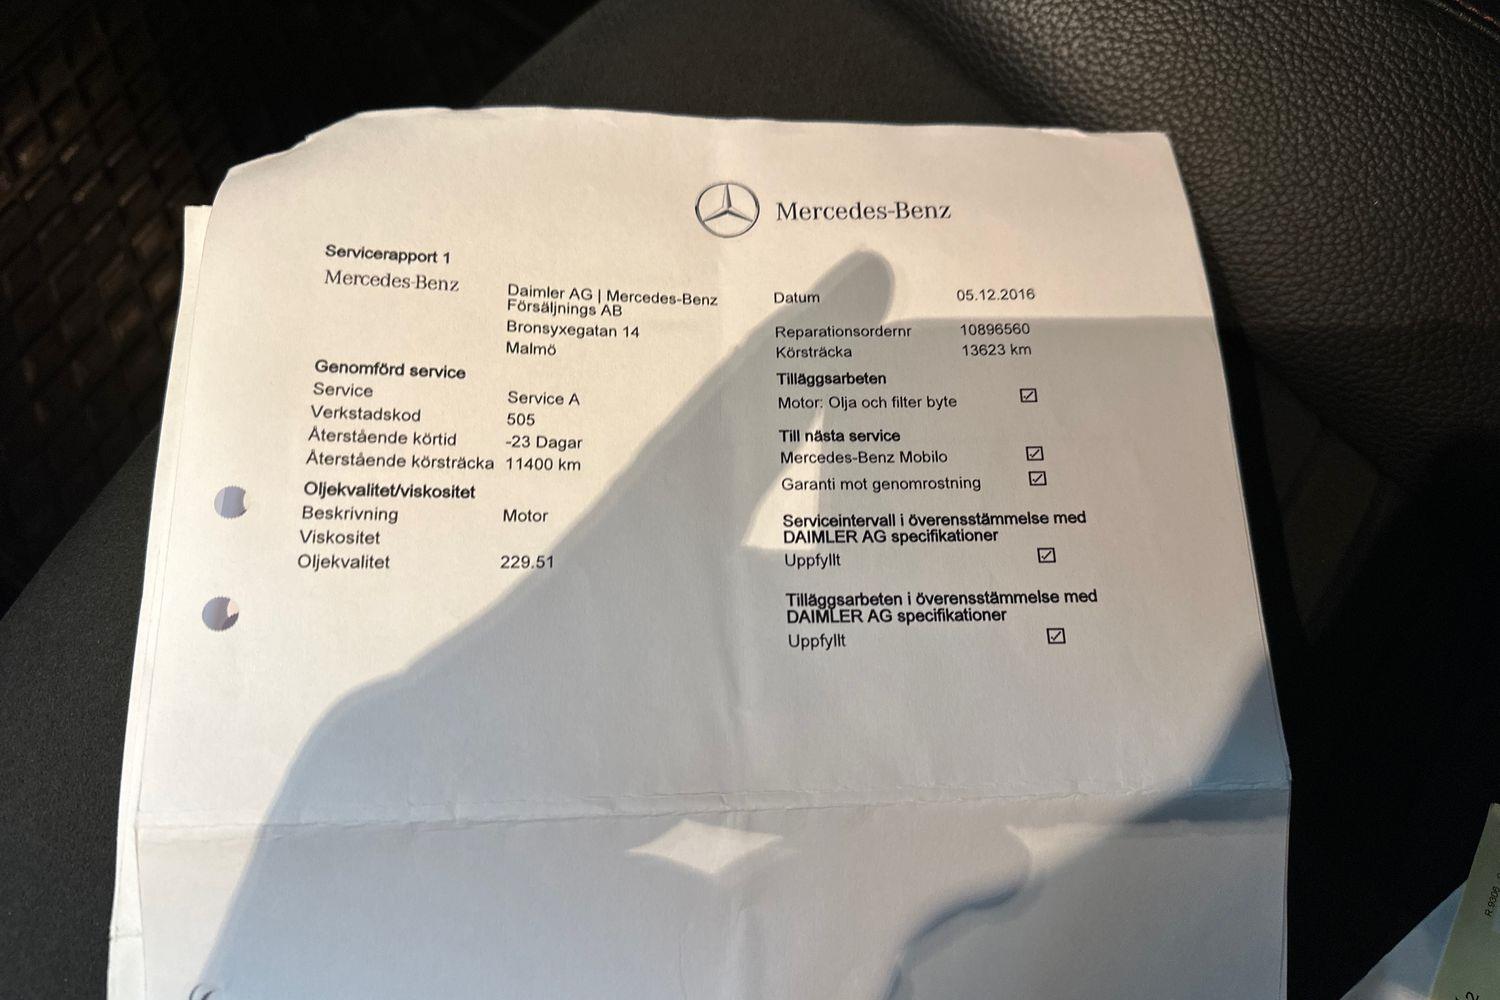 Mercedes-Benz
Servicerapport 1
Mercedes-Benz
Daimler AG | Mercedes-Benz
Försäljnings AB
Bronsyxegatan 14
Malmö
Genomförd service
Service Service A
Verkstadskod 505
Återstående körtid -23 Dagar
Återstående körsträcka 11400 km
Oljekvalitet/viskositet
Beskrivning Motor
Viskositet
Oljekvalitet 229.51
Datum 05.12.2016
Reparationsordernr 10896560
Körsträcka 13623 km
Tilläggsarbeten
Motor: Olja och filter byte
Till nästa service
Mercedes-Benz Mobilo
Garanti mot genomrostning
Serviceintervall i överensstämmelse med
DAIMLER AG specifikationer
Uppfyllt
Tilläggsarbeten i överensstämmelse med
DAIMLER AG specifikationer
Uppfyllt